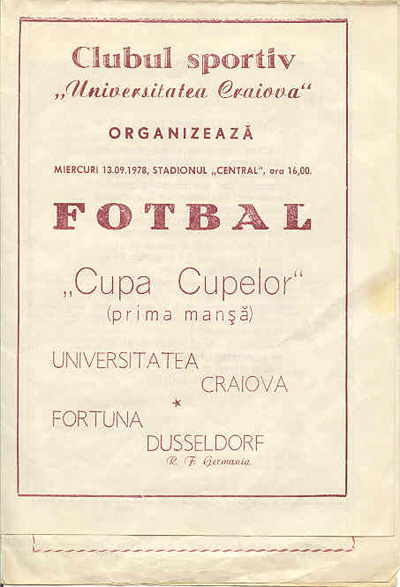 Clubul sportiv
„Universitatea Craiova“
ORGANIZEAZĂ
MIERCURI 13.09.1978, STADIONUL „CENTRAL“, ora 16,00.
FOTBAL
„Cupa Cupelor“
(prima manşă)
UNIVERSITATEA
CRAIOVA
*
FORTUNA
DUSSELDORF
R. F. Germania